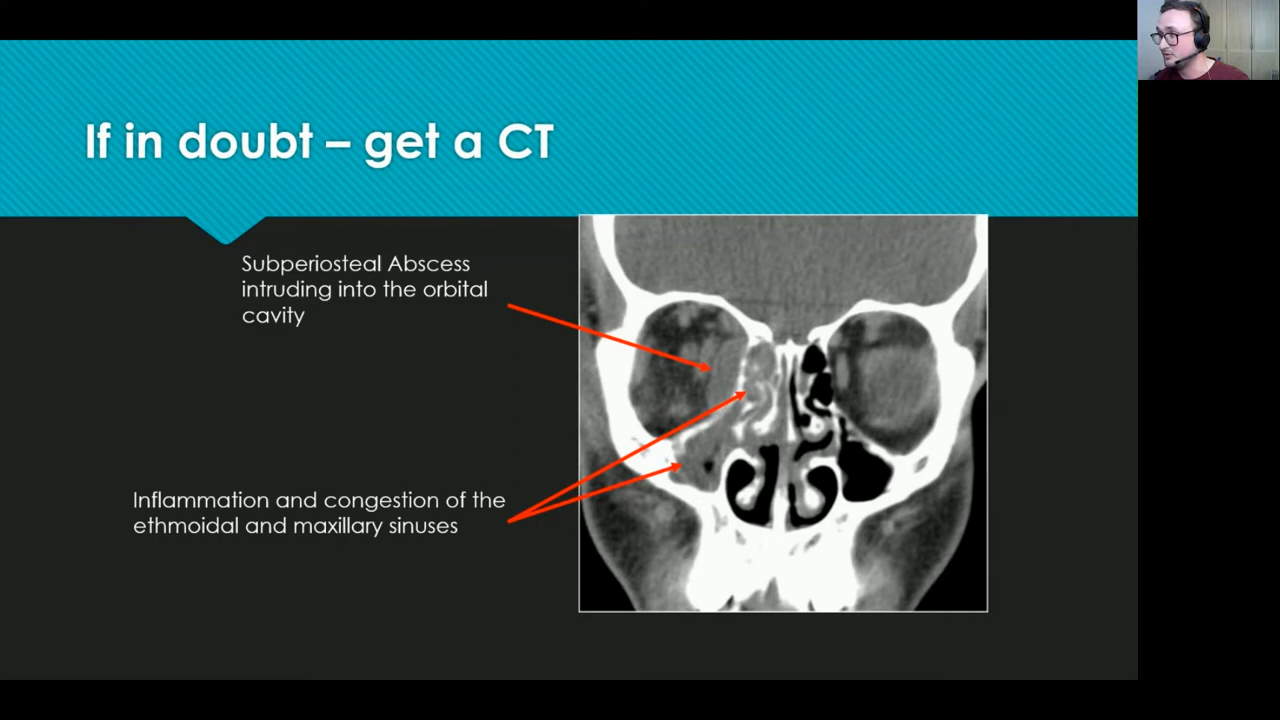 If in doubt – get a CT
Subperiosteal Abscess
intruding into the orbital
cavity
Inflammation and congestion of the
ethmoidal and maxillary sinuses